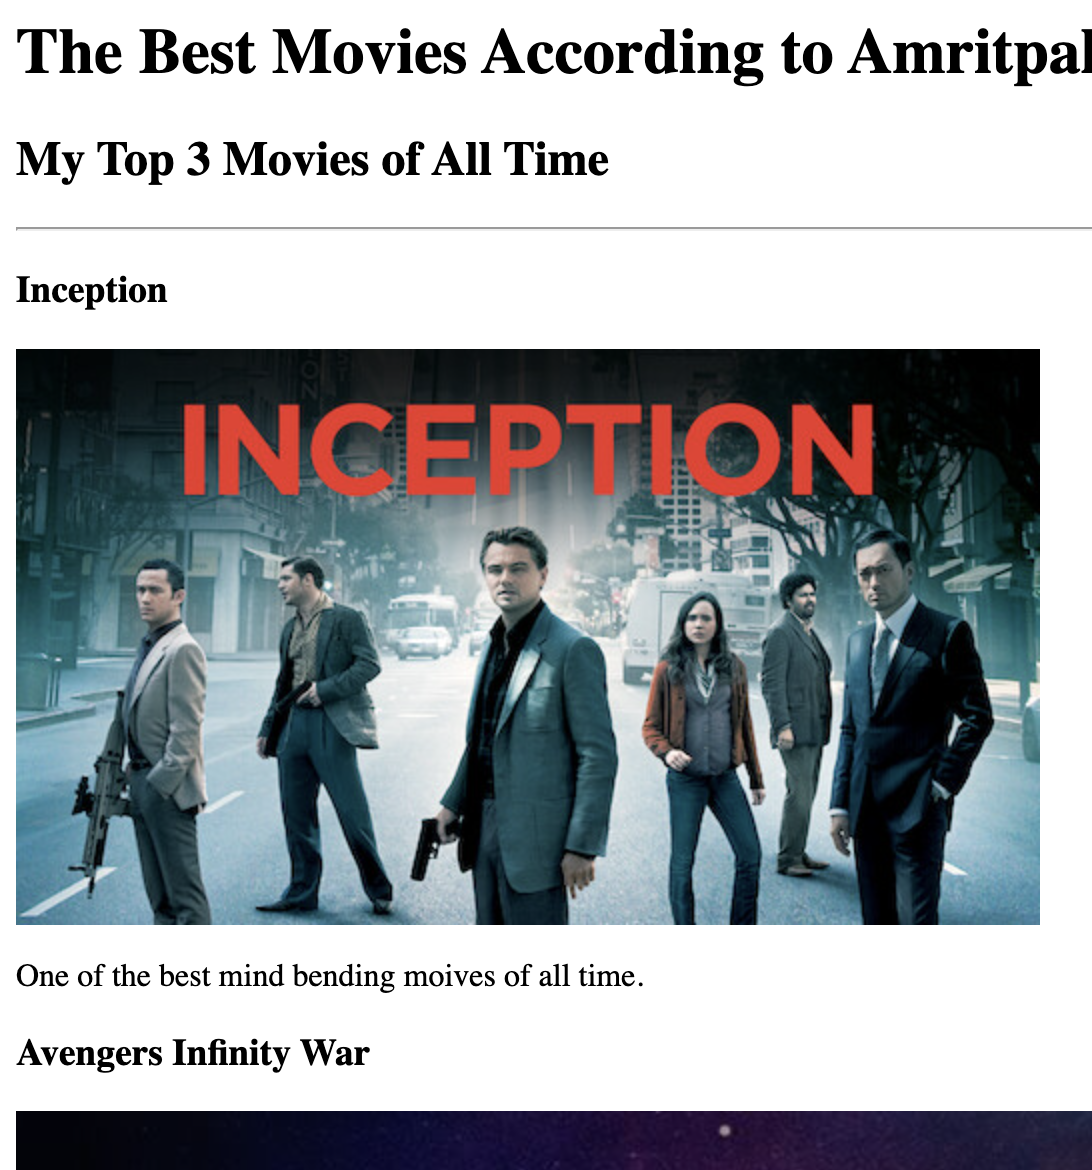 The Best Movies According to Amritpal
My Top 3 Movies of All Time
Inception
INCEPTION
One of the best mind bending moives of all time.
Avengers Infinity War